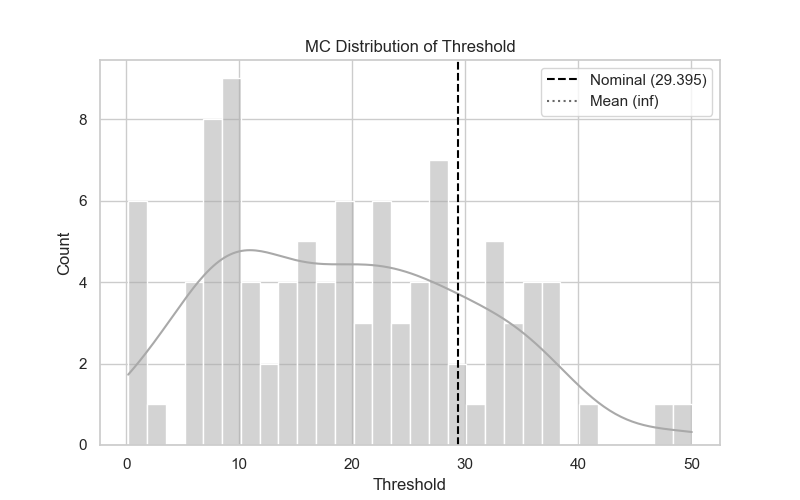 MC Distribution of Threshold
Nominal (29.395)
Mean (inf)
Count
8
6
4
2
0
0
10
20
30
40
50
Threshold